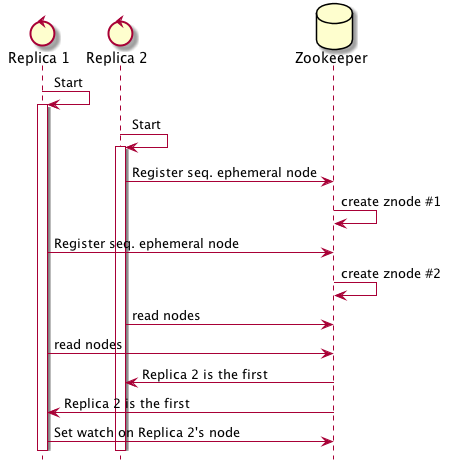 Replica 1
Replica 2
Zookeeper
Start
Start
Register seq. ephemeral node
create znode #1
Register seq. ephemeral node
create znode #2
read nodes
read nodes
Replica 2 is the first
Replica 2 is the first
Set watch on Replica 2's node